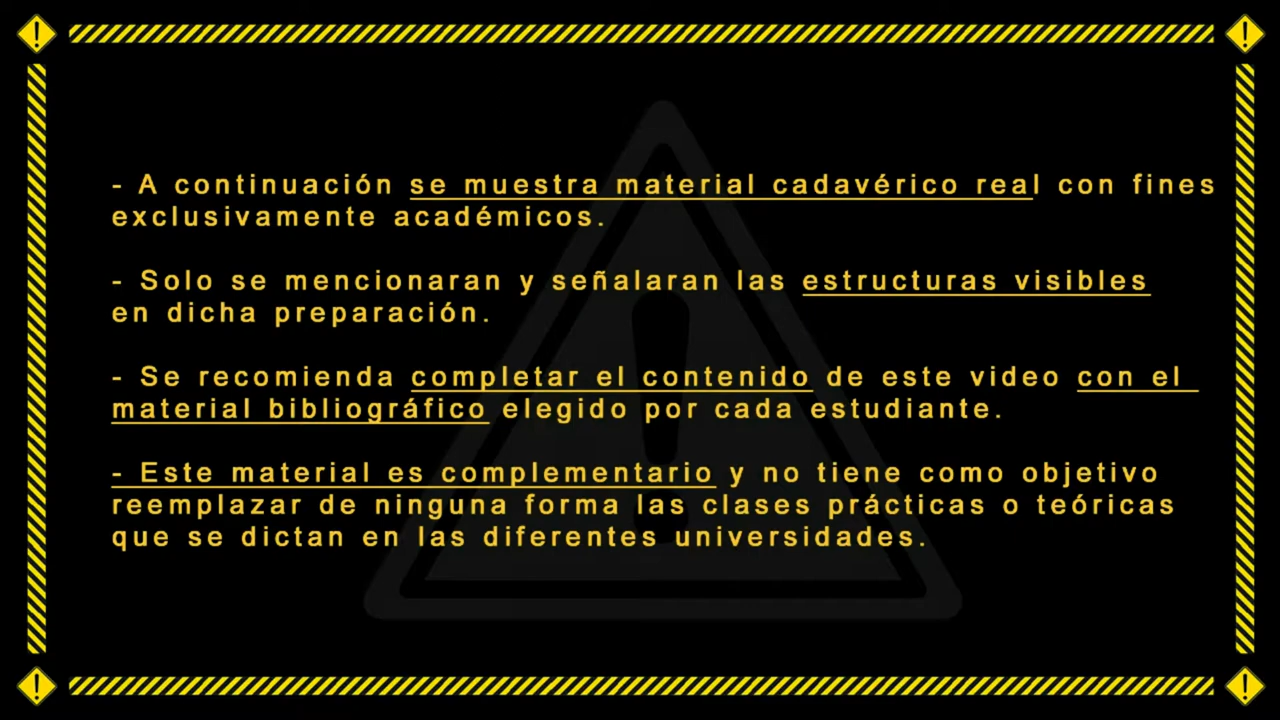 - A continuación se muestra material cadavérico real con fines
exclusivamente académicos.
- Solo se mencionaran y señalaran las estructuras visibles
en dicha preparación.
- Se recomienda completar el contenido de este video con el
material bibliográfico elegido por cada estudiante.
- Este material es complementario y no tiene como objetivo
reemplazar de ninguna forma las clases prácticas o teóricas
que se dictan en las diferentes universidades.